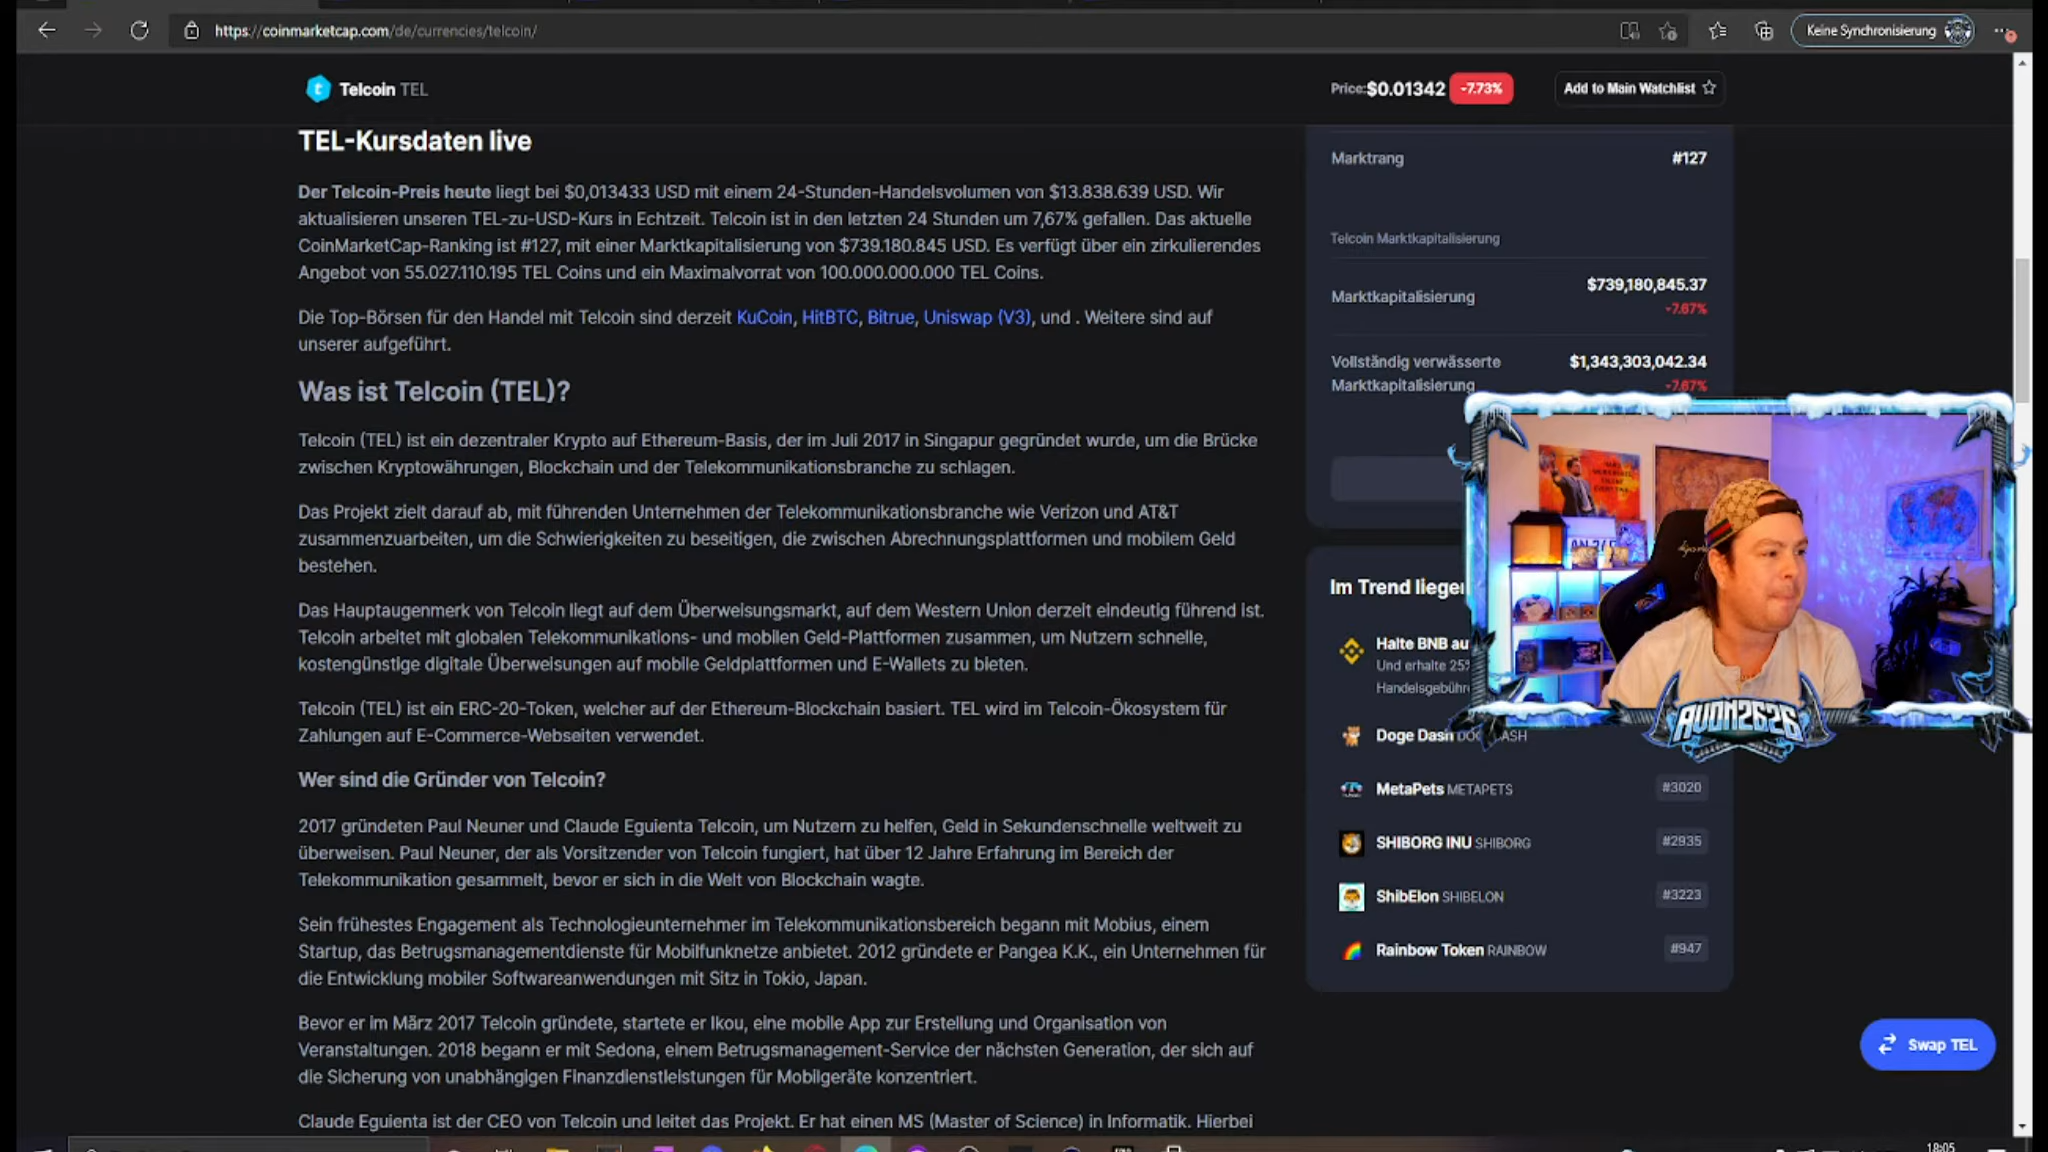 https://coinmarketcap.com/de/currencies/telcoin/
Keine Synchronisierung
Telcoin TEL
Price:$0.01342 -7.73%
Add to Main Watchlist
TEL-Kursdaten live
Der Telcoin-Preis heute liegt bei $0,013433 USD mit einem 24-Stunden-Handelsvolumen von $13.838.639 USD. Wir
aktualisieren unseren TEL-zu-USD-Kurs in Echtzeit. Telcoin ist in den letzten 24 Stunden um 7,67% gefallen. Das aktuelle
CoinMarketCap-Ranking ist #127, mit einer Marktkapitalisierung von $739.180.845 USD. Es verfügt über ein zirkulierendes
Angebot von 55.027.110.195 TEL Coins und ein Maximalvorrat von 100.000.000.000 TEL Coins.
Die Top-Börsen für den Handel mit Telcoin sind derzeit KuCoin, HitBTC, Bitrue, Uniswap (V3), und . Weitere sind auf
unserer aufgeführt.
Was ist Telcoin (TEL)?
Telcoin (TEL) ist ein dezentraler Krypto auf Ethereum-Basis, der im Juli 2017 in Singapur gegründet wurde, um die Brücke
zwischen Kryptowährungen, Blockchain und der Telekommunikationsbranche zu schlagen.
Das Projekt zielt darauf ab, mit führenden Unternehmen der Telekommunikationsbranche wie Verizon und AT&T
zusammenzuarbeiten, um die Schwierigkeiten zu beseitigen, die zwischen Abrechnungsplattformen und mobilem Geld
bestehen.
Das Hauptaugenmerk von Telcoin liegt auf dem Überweisungsmarkt, auf dem Western Union derzeit eindeutig führend ist.
Telcoin arbeitet mit globalen Telekommunikations- und mobilen Geld-Plattformen zusammen, um Nutzern schnelle,
kostengünstige digitale Überweisungen auf mobile Geldplattformen und E-Wallets zu bieten.
Telcoin (TEL) ist ein ERC-20-Token, welcher auf der Ethereum-Blockchain basiert. TEL wird im Telcoin-Ökosystem für
Zahlungen auf E-Commerce-Webseiten verwendet.
Wer sind die Gründer von Telcoin?
2017 gründeten Paul Neuner und Claude Eguienta Telcoin, um Nutzern zu helfen, Geld in Sekundenschnelle weltweit zu
überweisen. Paul Neuner, der als Vorsitzender von Telcoin fungiert, hat über 12 Jahre Erfahrung im Bereich der
Telekommunikation gesammelt, bevor er sich in die Welt von Blockchain wagte.
Sein frühestes Engagement als Technologieunternehmer im Telekommunikationsbereich begann mit Mobius, einem
Startup, das Betrugsmanagementdienste für Mobilfunknetze anbietet. 2012 gründete er Pangea K.K., ein Unternehmen für
die Entwicklung mobiler Softwareanwendungen mit Sitz in Tokio, Japan.
Bevor er im März 2017 Telcoin gründete, startete er Ikou, eine mobile App zur Erstellung und Organisation von
Veranstaltungen. 2018 begann er mit Sedona, einem Betrugsmanagement-Service der nächsten Generation, der sich auf
die Sicherung von unabhängigen Finanzdienstleistungen für Mobilgeräte konzentriert.
Claude Eguienta ist der CEO von Telcoin und leitet das Projekt. Er hat einen MS (Master of Science) in Informatik. Hierbei
Marktrang #127
Telcoin Marktkapitalisierung
Marktkapitalisierung $739,180,845.37
-7.67%
Vollständig verwässerte $1,343,303,042.34
Marktkapitalisierung -7.67%
Im Trend liege
Halte BNB au
Und erhalte 25%
Handelsgebühr
Doge Dash
MetaPets METAPETS #3020
SHIBORG INU SHIBORG #2935
ShibElon SHIBELON #3223
Rainbow Token RAINBOW #947
AVON2626
Swap TEL
18:05